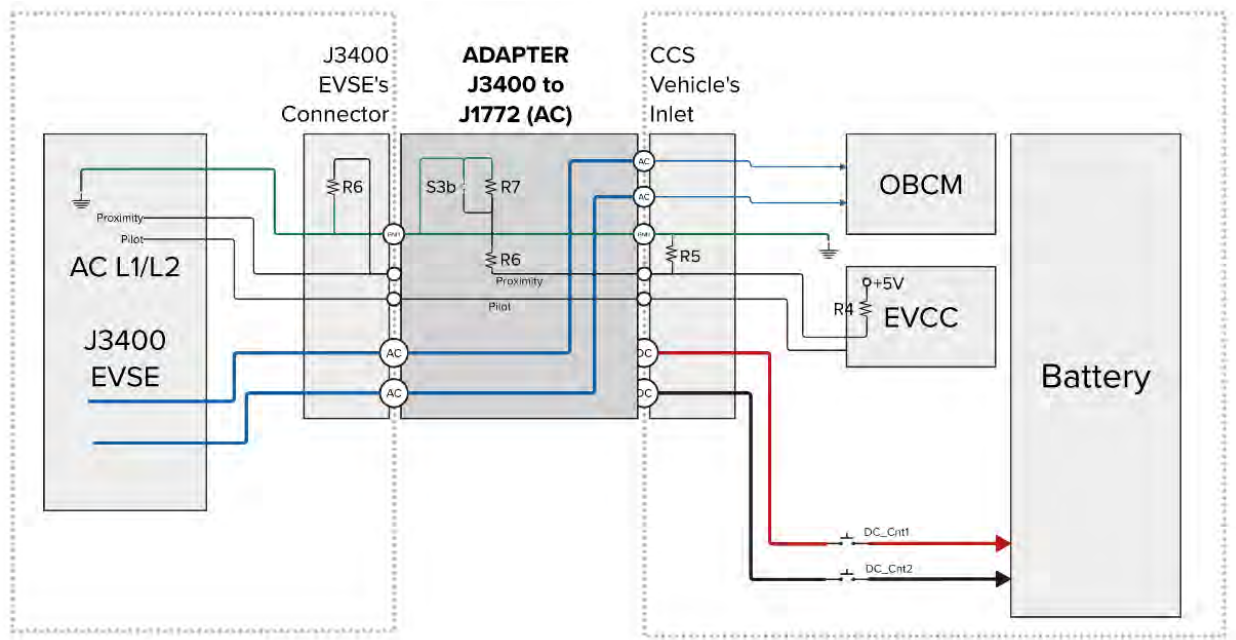 J3400
EVSE's
Connector
ADAPTER
J3400 to
J1772 (AC)
CCS
Vehicle's
Inlet
R6
S3b
R7
AC
AC
OBCM
Proximity
Pilot
AC L1/L2
GND
GND
R6
Proximity
R5
Pilot
+5V
R4
EVCC
J3400
EVSE
AC
AC
DC
DC
Battery
DC_Cnt1
DC_Cnt2